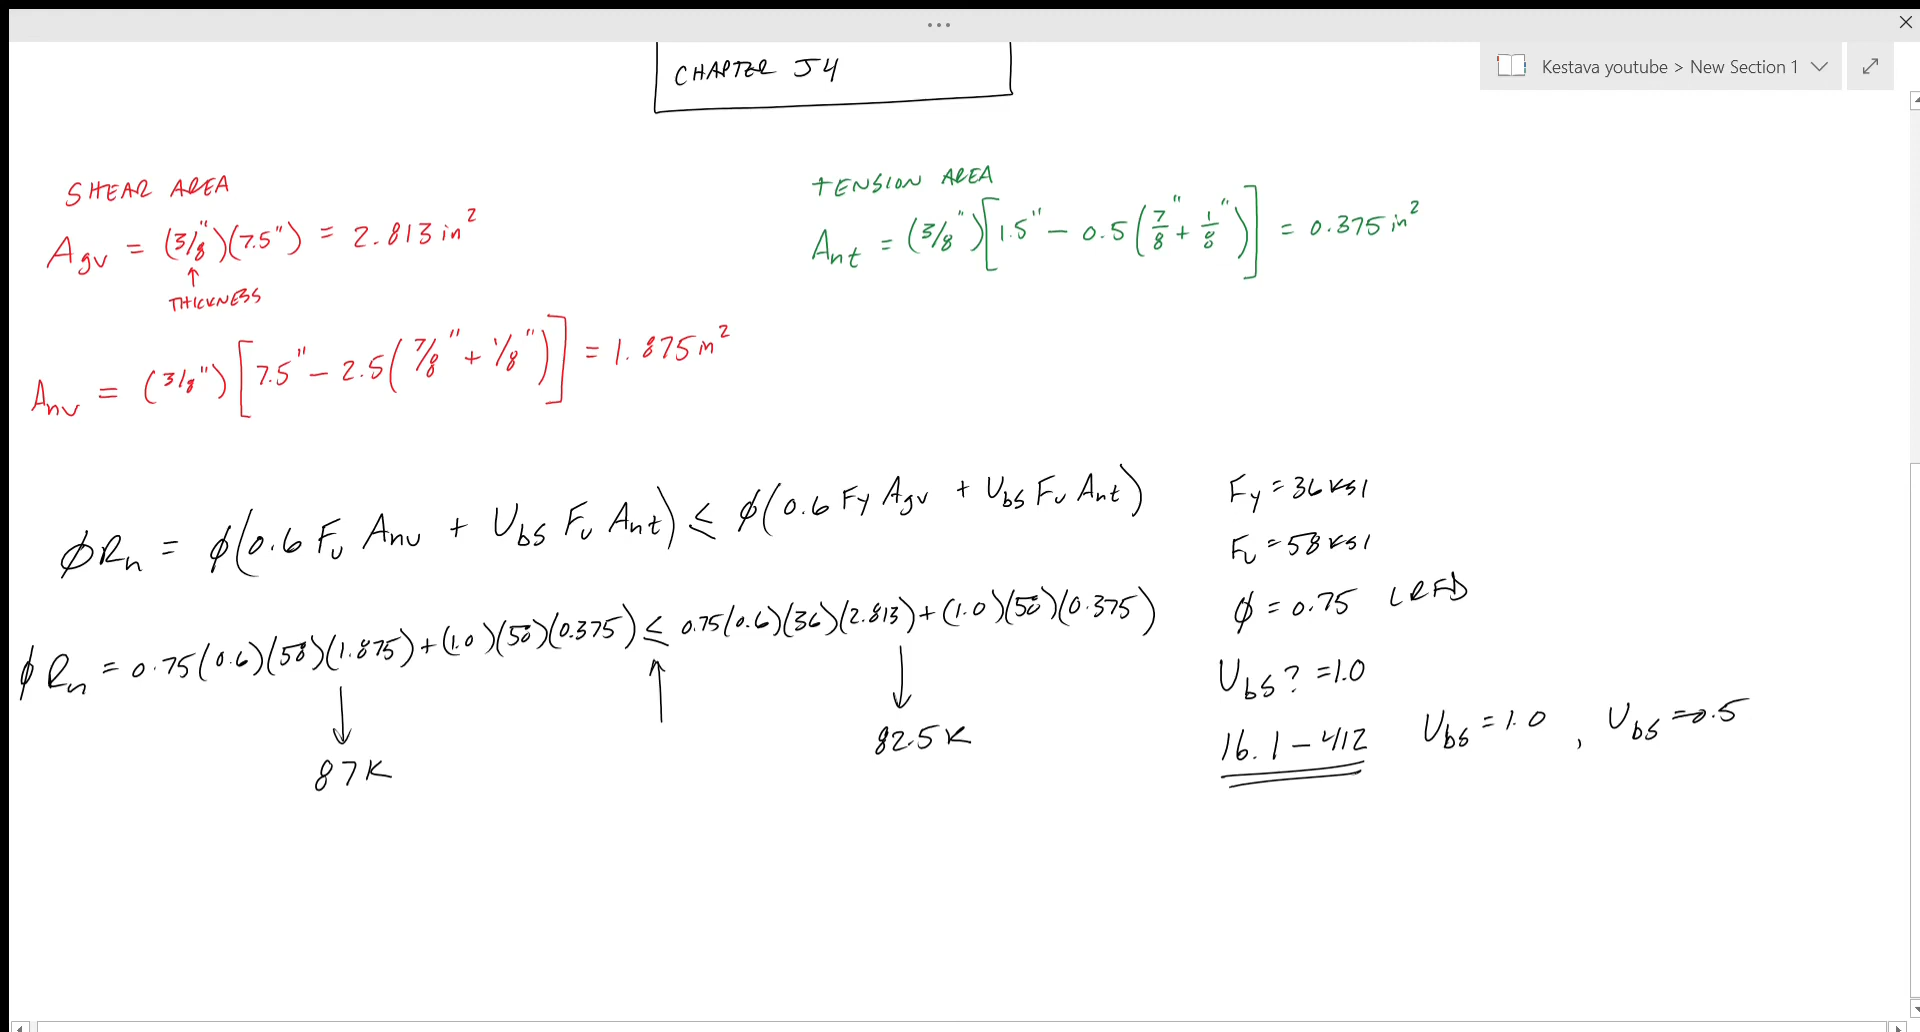 ...
CHAPTER J4
Kestava youtube > New Section 1
SHEAR AREA
Agv = (3/8")(7.5") = 2.813 in²
↑
THICKNESS
TENSION AREA
Ant = (3/8")[1.5" - 0.5(7/8" + 1/8")] = 0.375 in²
Anv = (3/8")[7.5" - 2.5(7/8" + 1/8")] = 1.875 in²
ϕRn = ϕ(0.6 Fu Anv + Ubs Fu Ant) ≤ ϕ(0.6 Fy Agv + Ubs Fu Ant)
ϕRn = 0.75(0.6)(58)(1.875) + (1.0)(58)(0.375) ≤ 0.75(0.6)(36)(2.813) + (1.0)(58)(0.375)
87K
82.5K
Fy = 36 KSI
Fu = 58 KSI
ϕ = 0.75 LRFD
Ubs? = 1.0
16.1 - 412 Ubs = 1.0 , Ubs = 0.5